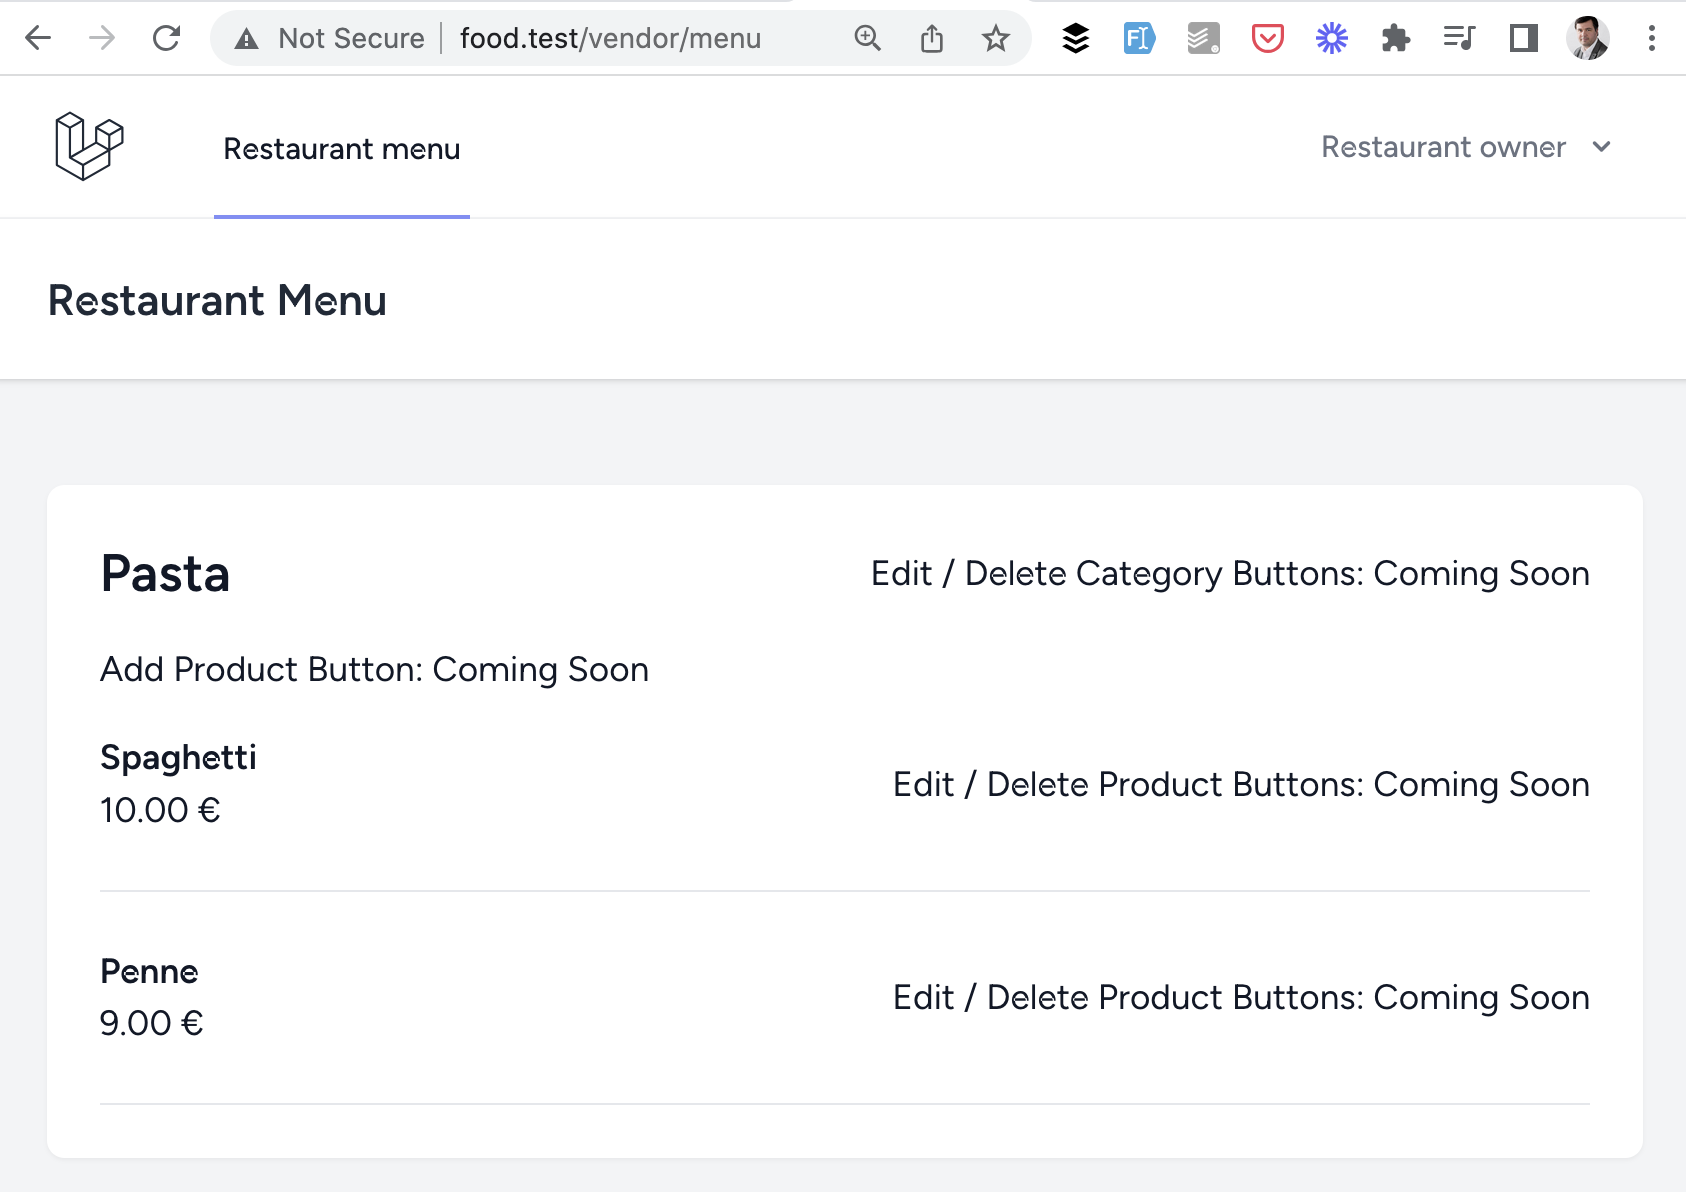 Not Secure
food.test/vendor/menu
Restaurant menu
Restaurant owner
Restaurant Menu
Pasta
Edit / Delete Category Buttons: Coming Soon
Add Product Button: Coming Soon
Spaghetti
10.00 €
Edit / Delete Product Buttons: Coming Soon
Penne
9.00 €
Edit / Delete Product Buttons: Coming Soon